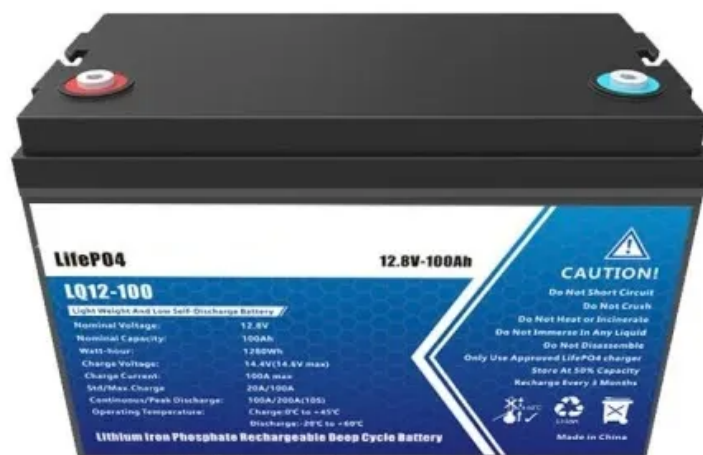 LifePO4
12.8V-100Ah
LQ12-100
Light Weight And Low Self-Discharge Battery
Nominal Voltage: 12.8V
Nominal Capacity: 100Ah
Watt-hour: 1280Wh
Charge Voltage: 14.4V(14.6V max)
Charge Current: 100A max
Std/Max.Charge 20A/100A
Continuous/Peak Discharge: 100A/200A(10S)
Operating Temperature: Charge:0℃ to +45℃
Discharge:-20℃ to +60℃
Lithium Iron Phosphate Rechargeable Deep Cycle Battery
CAUTION!
Do Not Short Circuit
Do Not Crush
Do Not Heat or Incinerate
Do Not Immerse In Any Liquid
Do Not Disassemble
Only Use Approved LifePO4 charger
Store At 50% Capacity
Recharge Every 3 Months
Li-ion
Made in China